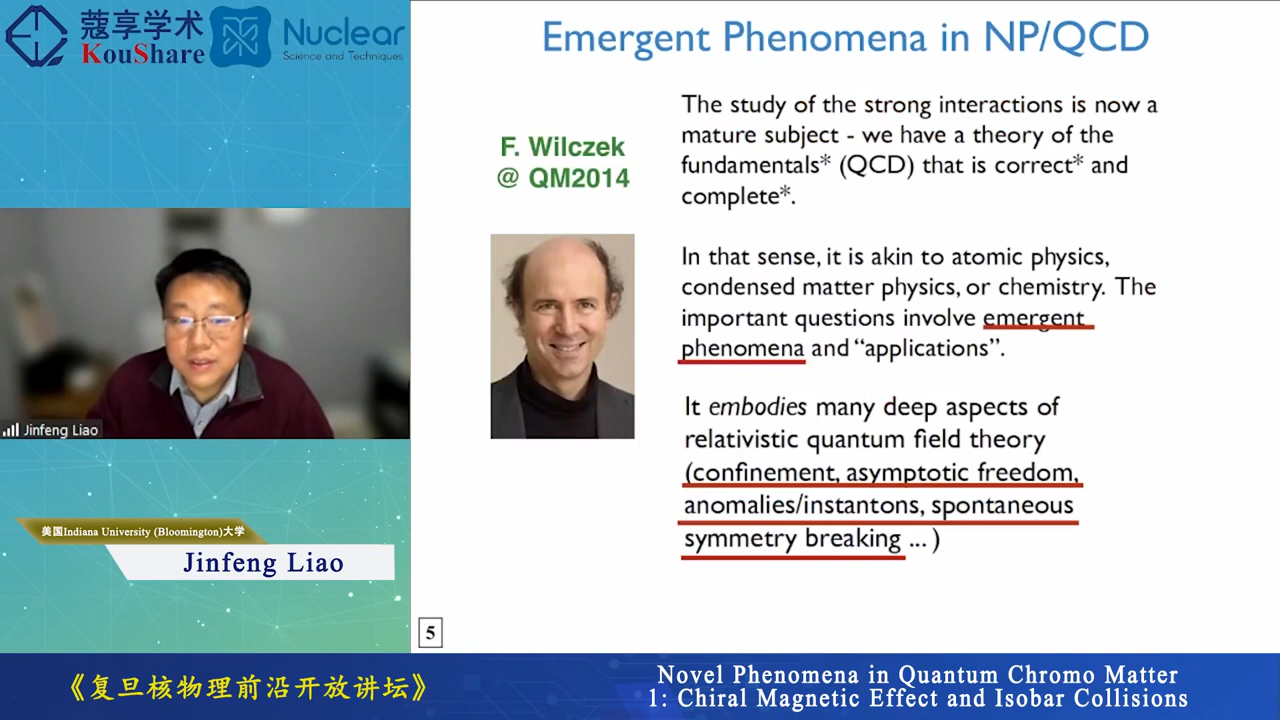 蔻享学术
KouShare
Nuclear
Science and Techniques
Jinfeng Liao
美国Indiana University (Bloomington)大学
Jinfeng Liao
Emergent Phenomena in NP/QCD
F. Wilczek
@ QM2014
The study of the strong interactions is now a
mature subject - we have a theory of the
fundamentals* (QCD) that is correct* and
complete*.
In that sense, it is akin to atomic physics,
condensed matter physics, or chemistry. The
important questions involve emergent
phenomena and “applications”.
It embodies many deep aspects of
relativistic quantum field theory
(confinement, asymptotic freedom,
anomalies/instantons, spontaneous
symmetry breaking ... )
5
《复旦核物理前沿开放讲坛》
Novel Phenomena in Quantum Chromo Matter
1: Chiral Magnetic Effect and Isobar Collisions